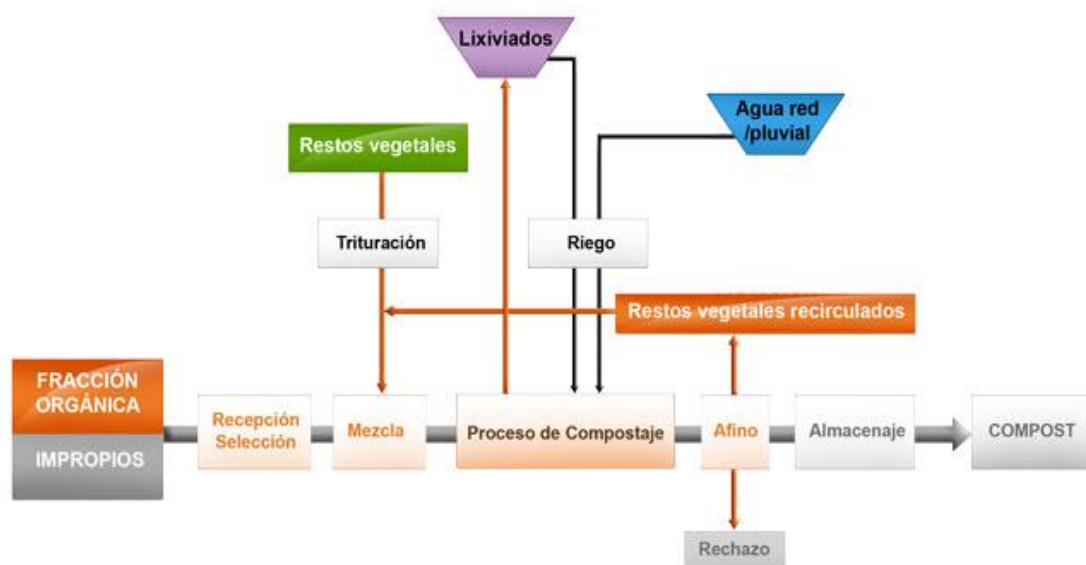 Lixiviados
Agua red
/pluvial
Restos vegetales
Trituración
Riego
Restos vegetales recirculados
FRACCIÓN
ORGÁNICA
IMPROPIOS
Recepción
Selección
Mezcla
Proceso de Compostaje
Afino
Almacenaje
COMPOST
Rechazo